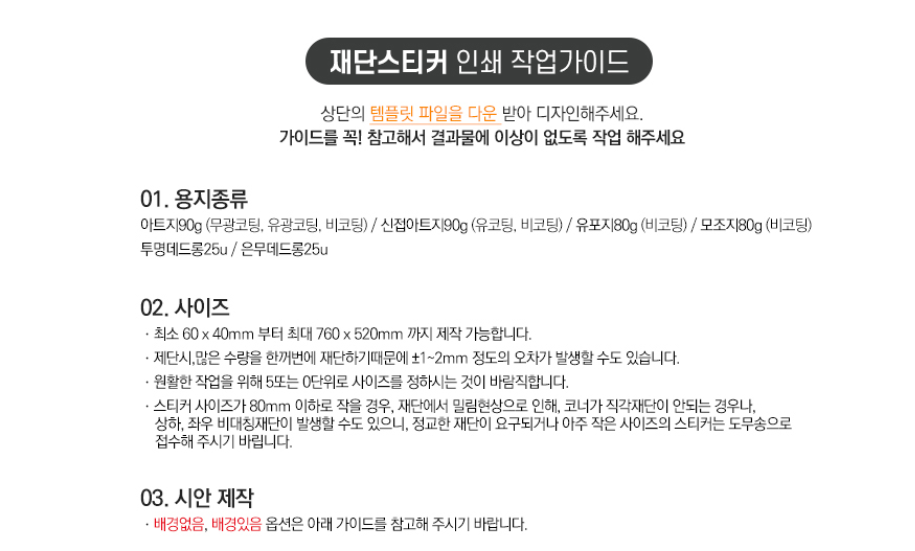 재단스티커 인쇄 작업가이드
상단의 템플릿 파일을 다운 받아 디자인해주세요.
가이드를 꼭! 참고해서 결과물에 이상이 없도록 작업 해주세요
01. 용지종류
아트지90g (무광코팅, 유광코팅, 비코팅) / 신접아트지90g (유코팅, 비코팅) / 유포지80g (비코팅) / 모조지80g (비코팅)
투명데드롱25u / 은무데드롱25u
02. 사이즈
· 최소 60 x 40mm 부터 최대 760 x 520mm 까지 제작 가능합니다.
· 제단시,많은 수량을 한꺼번에 재단하기때문에 ±1~2mm 정도의 오차가 발생할 수도 있습니다.
· 원활한 작업을 위해 5또는 0단위로 사이즈를 정하시는 것이 바람직합니다.
· 스티커 사이즈가 80mm 이하로 작을 경우, 재단에서 밀림현상으로 인해, 코너가 직각재단이 안되는 경우나,
상하, 좌우 비대칭재단이 발생할 수도 있으니, 정교한 재단이 요구되거나 아주 작은 사이즈의 스티커는 도무송으로
접수해 주시기 바립니다.
03. 시안 제작
· 배경없음, 배경있음 옵션은 아래 가이드를 참고해 주시기 바랍니다.